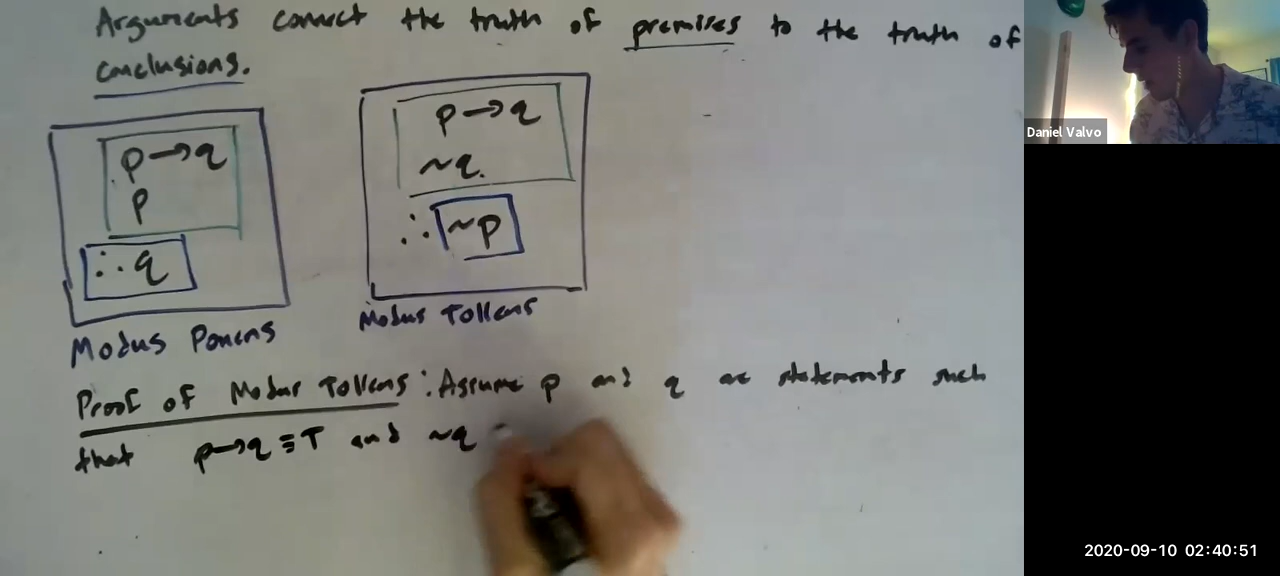 Arguments connect the truth of premises to the truth of
conclusions.
p → q
p
∴ q
Modus Ponens
p → q
~q.
∴ ~p
Modus Tollens
Proof of Modus Tollens: Assume p and q are statements such
that p→q ≡ T and ~q
Daniel Valvo
2020-09-10 02:40:51